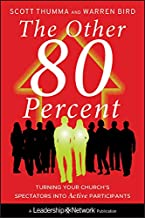 SCOTT THUMMA AND WARREN BIRD
The Other
80
PERCENT
TURNING YOUR CHURCH'S
SPECTATORS INTO Active PARTICIPANTS
A Leadership Network Publication